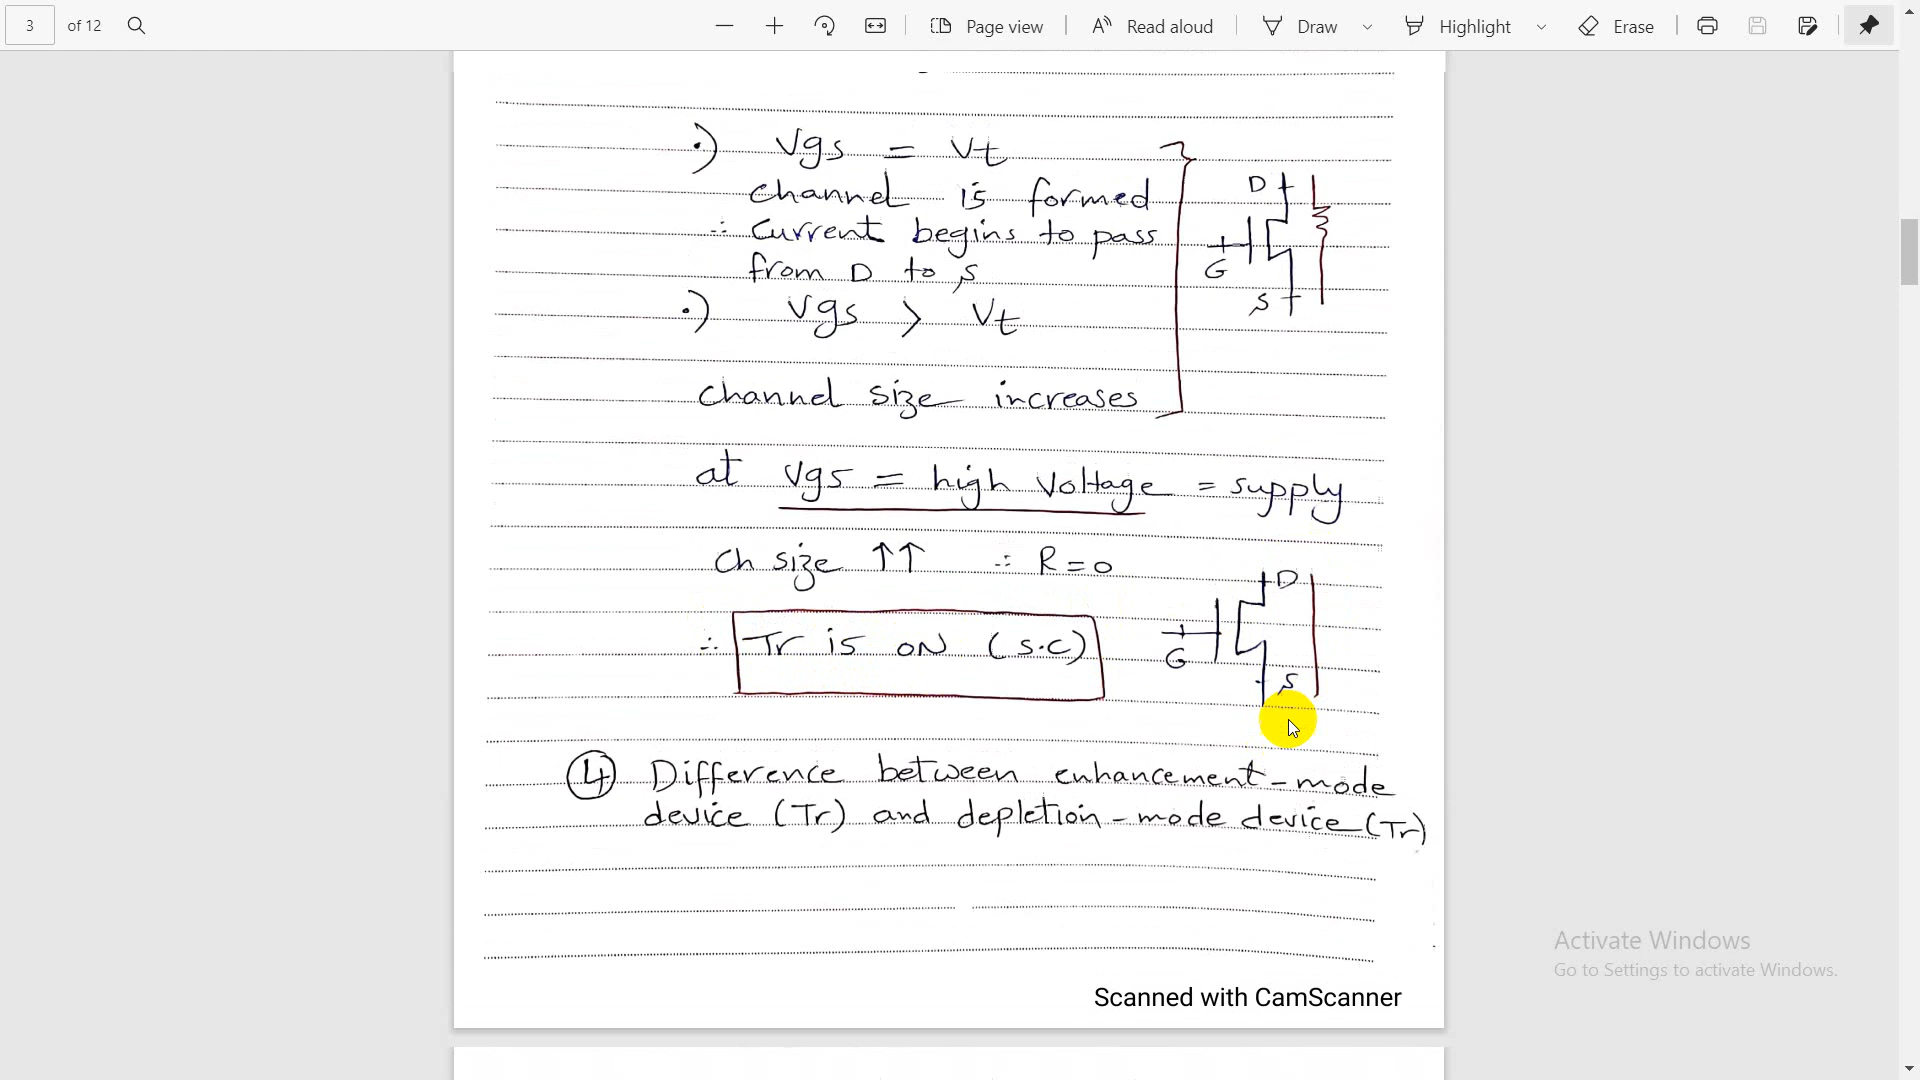 3 of 12 Page view Read aloud Draw Highlight Erase
•) Vgs = Vt
channel is formed
∴ Current begins to pass
from D to S
D
G
S
•) Vgs > Vt
channel size increases
at Vgs = high Voltage = supply
Ch size ↑↑ ∴ R = 0
∴ Tr is ON (S.C)
D
G
S
④ Difference between enhancement-mode
device (Tr) and depletion-mode device (Tr)
Activate Windows
Go to Settings to activate Windows.
Scanned with CamScanner